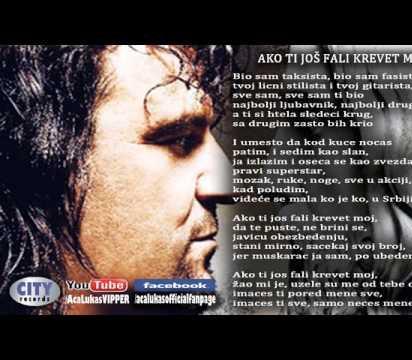 AKO TI JOŠ FALI KREVET M
Bio sam taksista, bio sam fasist
tvoj licni stilista i tvoj gitarista,
sve sam, sve sam ti bio
najbolji ljubavnik, najbolji drug
a ti si htela sledeci krug,
sa drugim zasto bih krio
I umesto da kod kuce nocas
patim, i sedim kao slan,
ja izlazim i oseca se kao zvezda
pravi superstar,
mozak, ruke, noge, sve u akciji,
kad poludim,
videće se mala ko je ko, u Srbiji
Ako ti jos fali krevet moj,
da te puste, ne brini se,
javicu obezbedenju,
stani mirno, sacekaj svoj broj,
jer muskarac ja sam, po ubeđen
Ako ti jos fali krevet moj,
žao mi je, uzele su me od tebe
imaces ti pored mene sve,
imaces ti sve, samo neces mene
CITY
records
YouTube
/AcaLukasVIPPER
facebook
/acalukasofficialfanpage